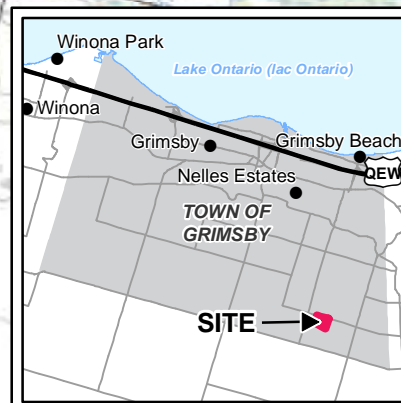 Winona Park
Lake Ontario (lac Ontario)
Winona
Grimsby
Grimsby Beach
QEW
Nelles Estates
TOWN OF
GRIMSBY
SITE